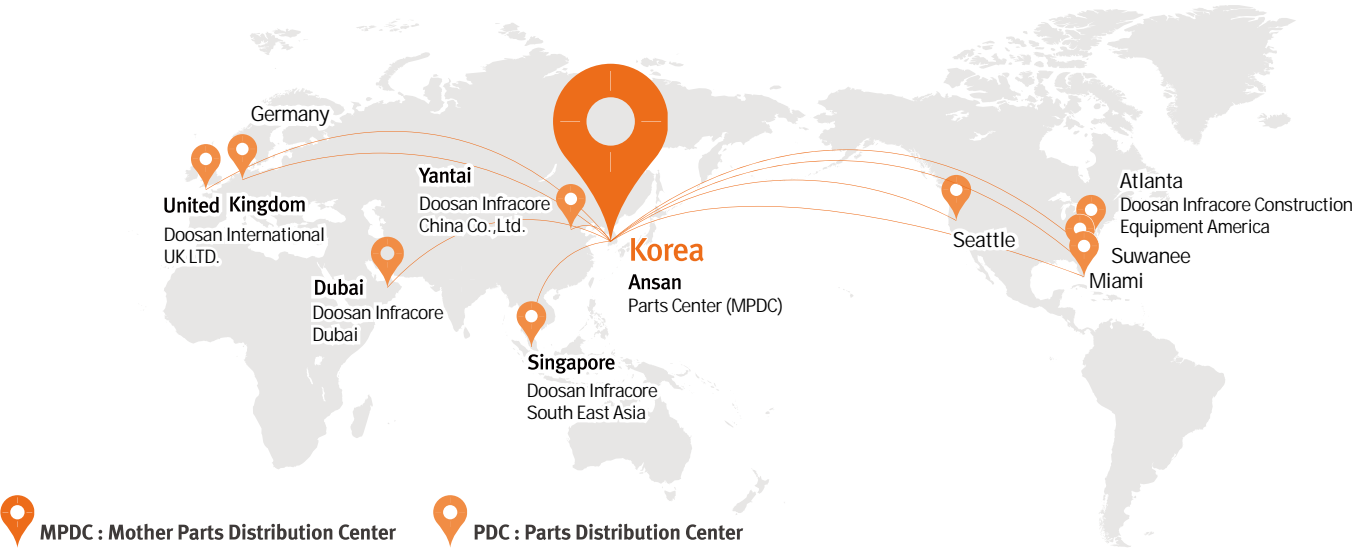 Germany
United Kingdom
Doosan International
UK LTD.
Dubai
Doosan Infracore
Dubai
Yantai
Doosan Infracore
China Co.,Ltd.
Korea
Ansan
Parts Center (MPDC)
Singapore
Doosan Infracore
South East Asia
Seattle
Atlanta
Doosan Infracore Construction
Equipment America
Suwanee
Miami
MPDC : Mother Parts Distribution Center
PDC : Parts Distribution Center